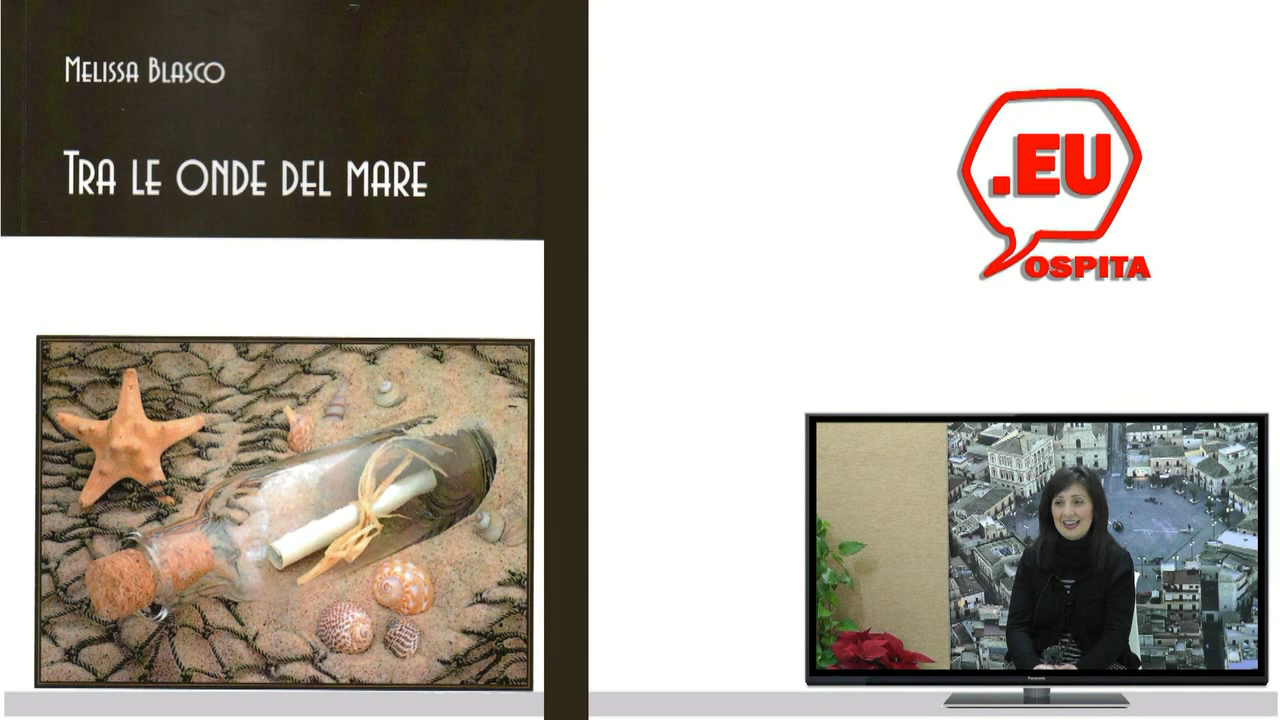 Melissa Blasco
Tra le onde del mare
.EU
OSPITA
Panasonic